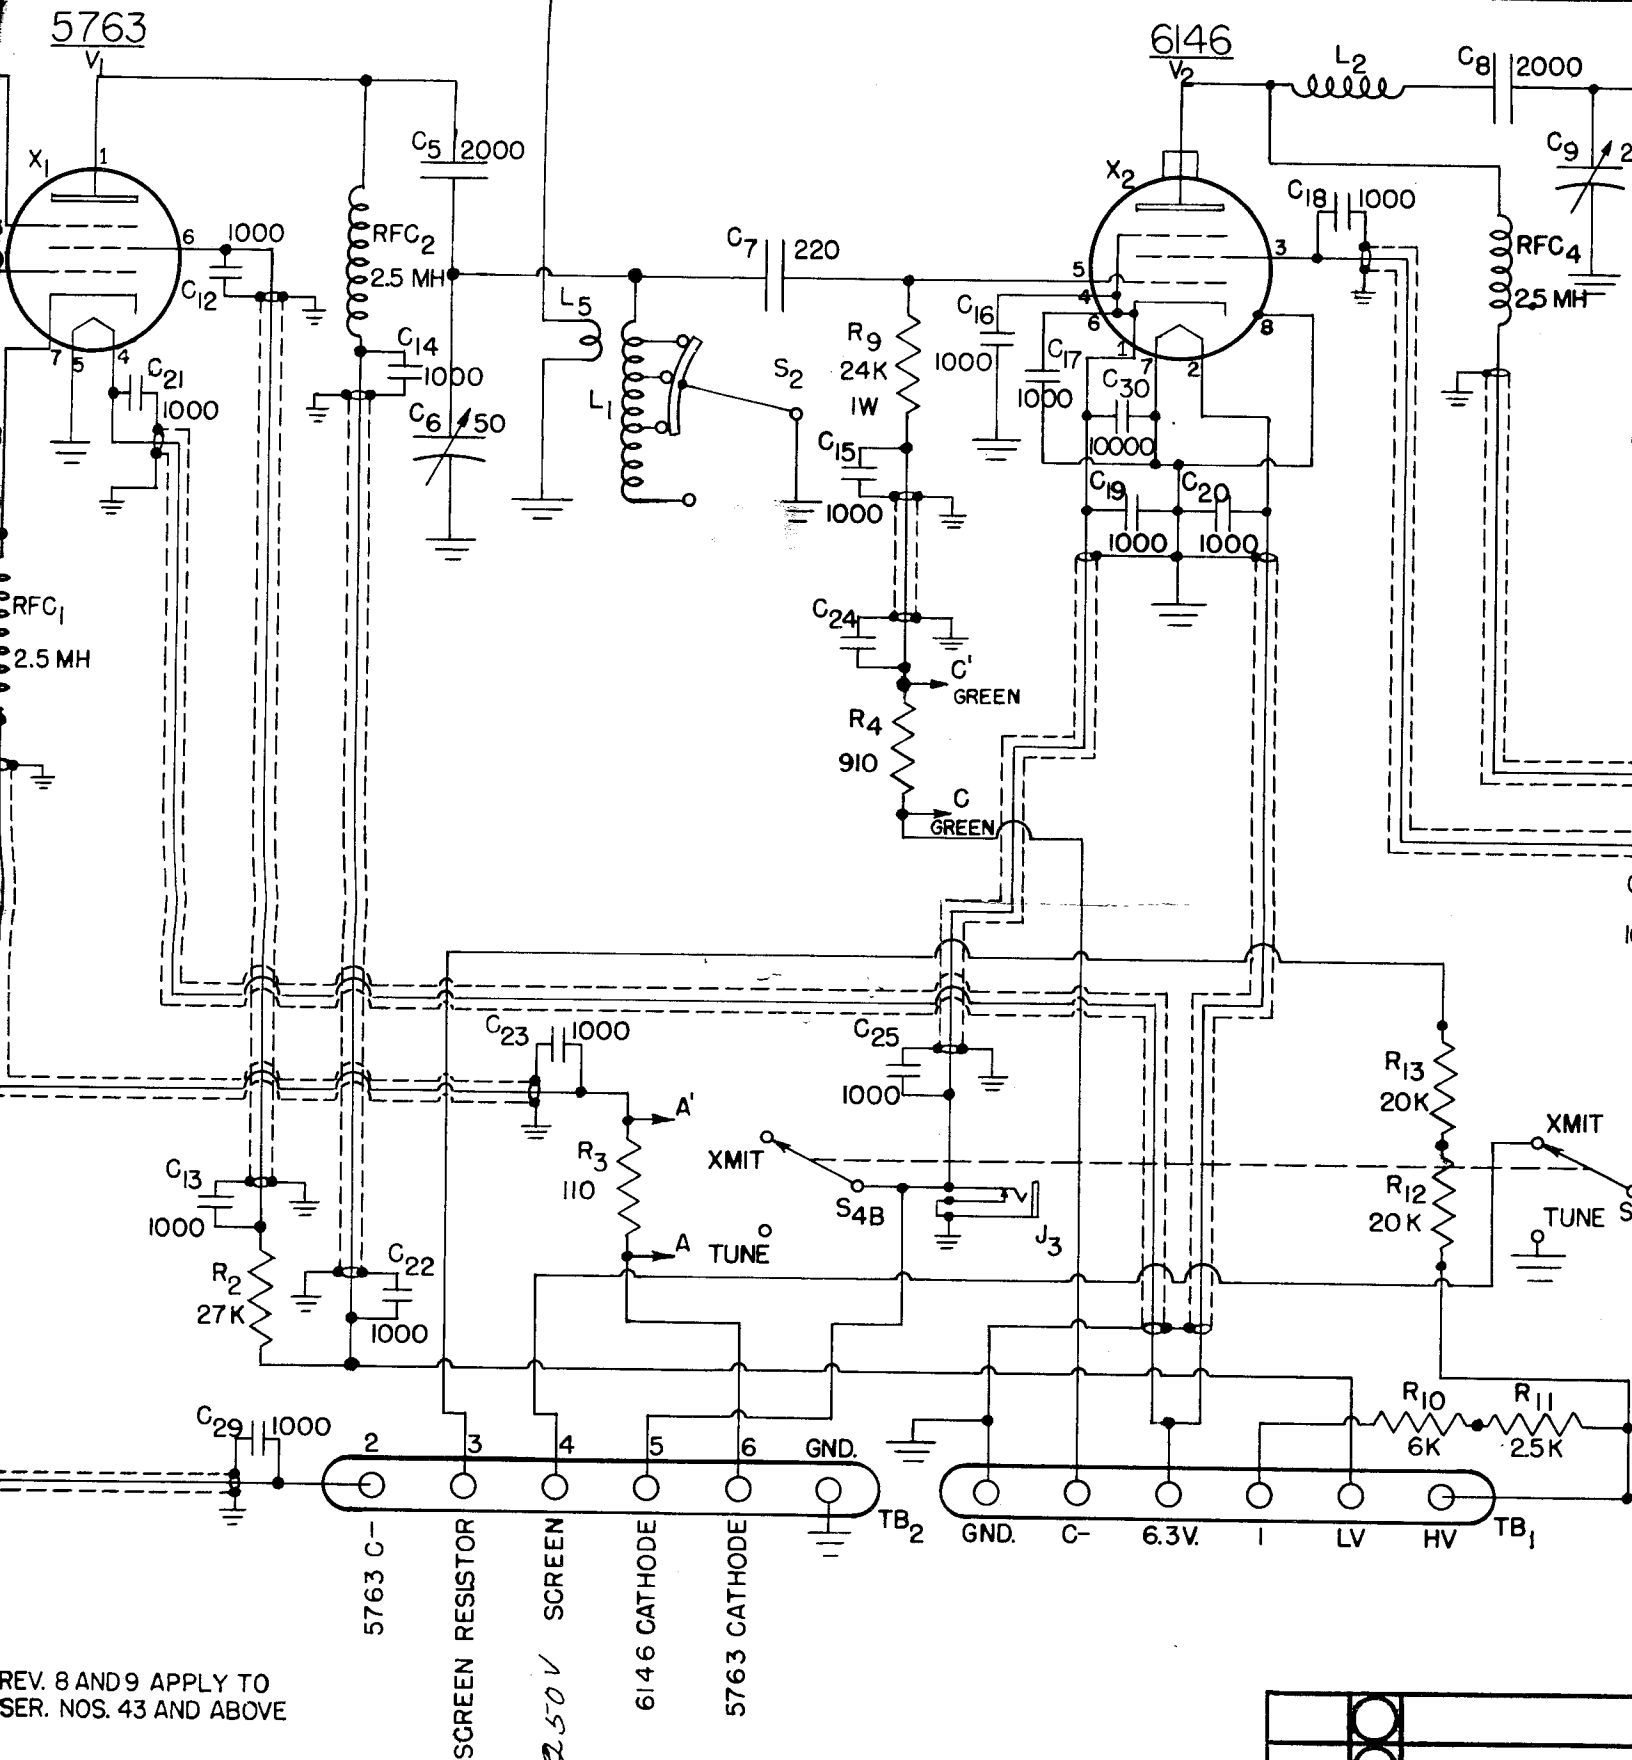 5763
V1
6146
V2
L2
C8 2000
C9 2
X1
1
C5 2000
X2
C18 1000
6
1000
C12
RFC2
2.5 MH
C7 220
5
3
RFC4
2.5 MH
4
C16
1000
6
8
7
5
4
C21
1000
C14
1000
L5
L1
S2
R9
24K
1W
C17
1000
1
7
2
C30
10000
C6 50
C15
1000
C19
1000
C20
1000
RFC1
2.5 MH
C24
C'
GREEN
R4
910
C
GREEN
C23 1000
C25
1000
R13
20K
A'
XMIT
R3
110
S4B
J3
R12
20K
XMIT
TUNE S
A
TUNE
C13
1000
R2
27K
C22
1000
R10
6K
R11
2.5K
C29 1000
2
3
4
5
6
GND.
TB2
GND.
C-
6.3V.
I
LV
HV
TB1
5763 C-
SCREEN RESISTOR
250V SCREEN
6146 CATHODE
5763 CATHODE
REV. 8 AND 9 APPLY TO
SER. NOS. 43 AND ABOVE